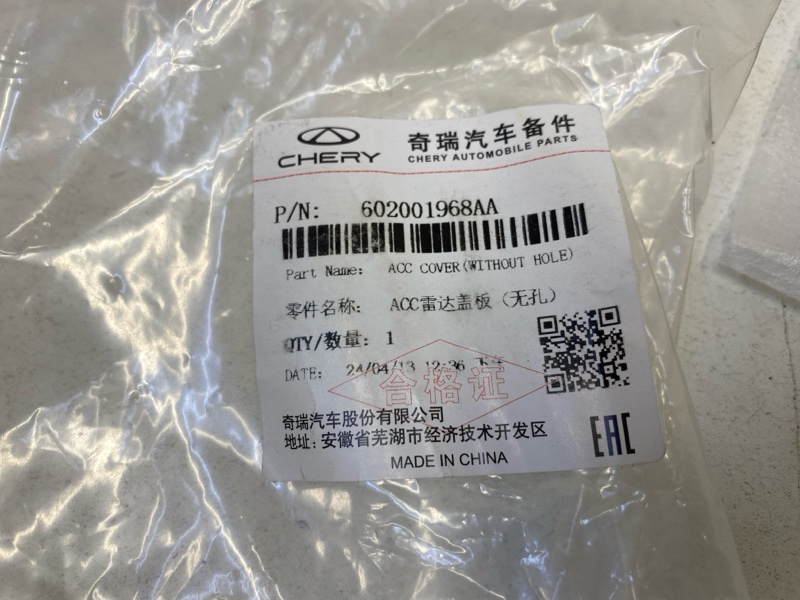 CHERY
奇瑞汽车备件
CHERY AUTOMOBILE PARTS
P/N: 602001968AA
Part Name: ACC COVER(WITHOUT HOLE)
零件名称: ACC雷达盖板（无孔）
QTY/数量: 1
DATE: 24/04/13 12:36 下午
合格证
奇瑞汽车股份有限公司
地址: 安徽省芜湖市经济技术开发区
EAC
MADE IN CHINA